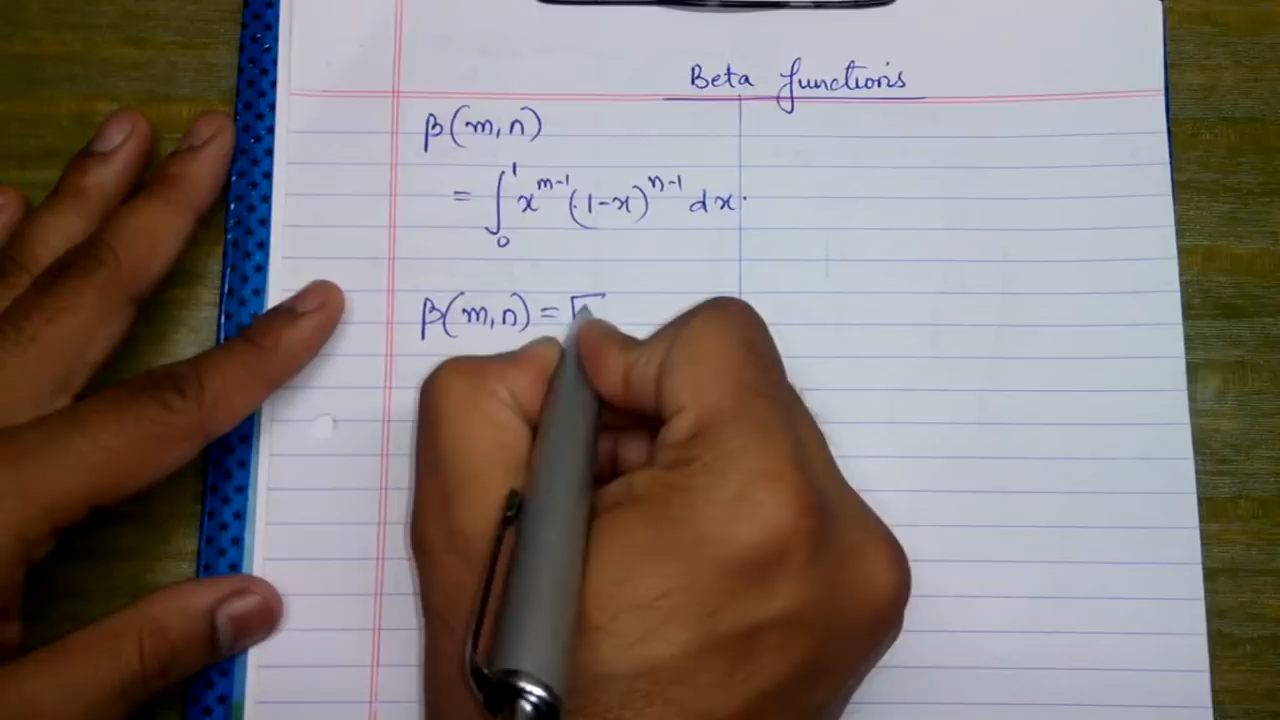 Beta functions
β(m,n)
= ∫₀¹ x^{m-1} (1-x)^{n-1} dx.
β(m,n) = Γ